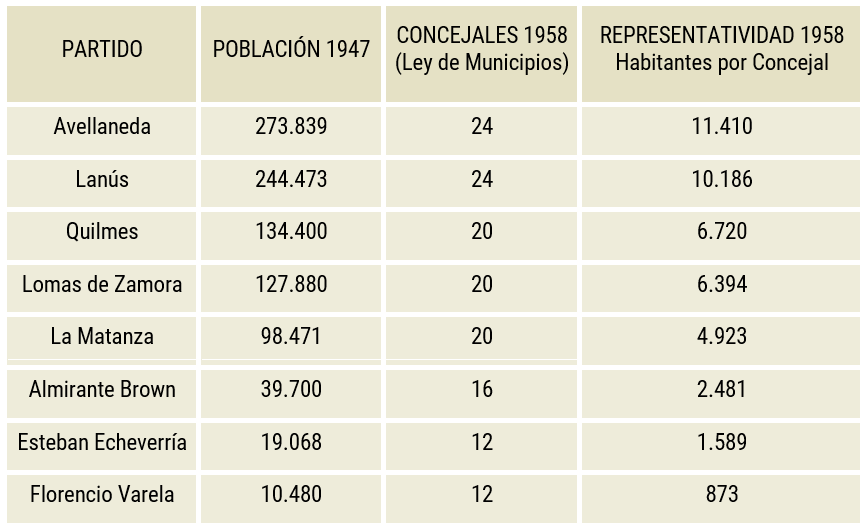 PARTIDO POBLACIÓN 1947 CONCEJALES 1958 (Ley de Municipios) REPRESENTATIVIDAD 1958 Habitantes por Concejal
Avellaneda 273.839 24 11.410
Lanús 244.473 24 10.186
Quilmes 134.400 20 6.720
Lomas de Zamora 127.880 20 6.394
La Matanza 98.471 20 4.923
Almirante Brown 39.700 16 2.481
Esteban Echeverría 19.068 12 1.589
Florencio Varela 10.480 12 873